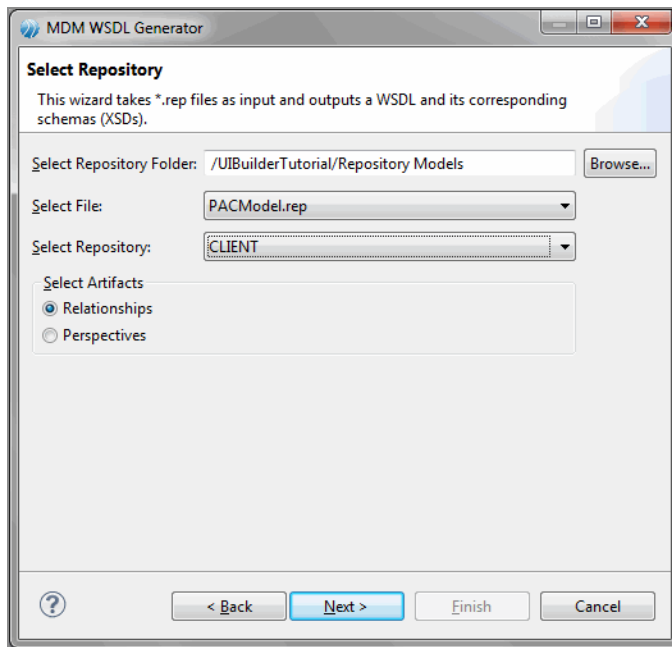 MDM WSDL Generator
Select Repository
This wizard takes *.rep files as input and outputs a WSDL and its corresponding
schemas (XSDs).
Select Repository Folder: /UIBuilderTutorial/Repository Models Browse...
Select File: PACModel.rep
Select Repository: CLIENT
Select Artifacts
Relationships
Perspectives
? < Back Next > Finish Cancel